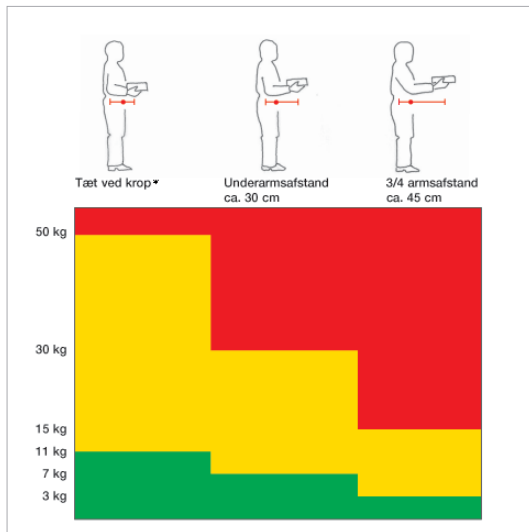 Tæt ved krop*
Underarmsafstand
ca. 30 cm
3/4 armsafstand
ca. 45 cm
50 kg
30 kg
15 kg
11 kg
7 kg
3 kg